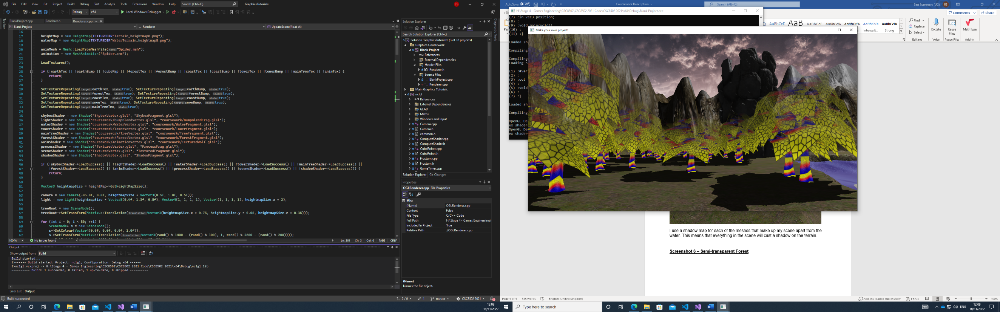 File Edit View Git Project Build Debug Test Analyze Tools Extensions Window Help Search (Ctrl+Q) GraphicsTutorials BS
Debug x64 Local Windows Debugger
BlankProject.cpp Renderer.h Renderer.cpp
Blank Project Renderer UpdateScene(float dt)
Toolbox
16
17 heightMap = new HeightMap(TEXTUREDIR"Terrain_heightmap8.png");
18 waterMap = new HeightMap(TEXTUREDIR"WaterTerrain_heightmap8.png");
19
20 animMesh = Mesh::LoadFromMeshFile(name:"Spider.msh");
21 animation = new MeshAnimation("Spider.anm");
22
23 LoadTextures();
24
25 if (!earthTex || !earthBump || !cubeMap || !forestTex || !forestBump || !coastTex || !coastBump || !towerTex || !towerBump || !mainTreeTex || !animTex) {
26 return;
27 }
28
29 SetTextureRepeating(target:earthTex, state:true); SetTextureRepeating(target:earthBump, state:true);
30 SetTextureRepeating(target:forestTex, state:true); SetTextureRepeating(target:forestBump, state:true);
31 SetTextureRepeating(target:coastTex, state:true); SetTextureRepeating(target:coastBump, state:true);
32 SetTextureRepeating(target:snowTex, state:true); SetTextureRepeating(target:snowBump, state:true);
33 SetTextureRepeating(target:mainTreeTex, state:true);
34
35 skyboxShader = new Shader("SkyboxVertex.glsl", "SkyboxFragment.glsl");
36 lightShader = new Shader("coursework/BumpBlendVertex.glsl", "coursework/BumpBlendFrag.glsl");
37 waterShader = new Shader("coursework/WaterVertex.glsl", "coursework/WaterFragment.glsl");
38 towerShader = new Shader("coursework/TowerVertex.glsl", "coursework/TowerFragment.glsl");
39 mainTreeShader = new Shader("coursework/TreeVertex.glsl", "coursework/TreeFragment.glsl");
40 forestShader = new Shader("coursework/ForestVertex.glsl", "coursework/ForestFragment.glsl");
41 animShader = new Shader("coursework/AnimationVertex.glsl", "coursework/TexturedWolf.glsl");
42 processShader = new Shader("TexturedVertex.glsl", "ProcessFrag.glsl");
43 sceneShader = new Shader("TexturedVertex.glsl", "TexturedFragment.glsl");
44 shadowShader = new Shader("ShadowVertex.glsl", "ShadowFragment.glsl");
45
46 if (!skyboxShader->LoadSuccess() || !lightShader->LoadSuccess() || !waterShader->LoadSuccess() || !towerShader->LoadSuccess() || !mainTreeShader->LoadSuccess() ||
47 !forestShader->LoadSuccess() || !animShader->LoadSuccess() || !processShader->LoadSuccess() || !sceneShader->LoadSuccess() || !shadowShader->LoadSuccess()) {
48 return;
49 }
50
51 Vector3 heightmapSize = heightMap->GetHeightMapSize();
52
53 camera = new Camera(-45.0f, 0.0f, heightmapSize * Vector3(0.5f, 1.0f, 0.5f));
54 light = new Light(heightmapSize * Vector3(0.4f, 1.3f, 0.8f), Vector4(1, 1, 1, 1), Vector4(1, 1, 1, 1), heightmapSize.x * 2);
55
56 treeRoot = new SceneNode();
57 treeRoot->SetTransform(Matrix4::Translation(translation:Vector3(heightmapSize.x * 0.75, heightmapSize.y * 0.06, heightmapSize.z * 0.35)));
58
59 for (int i = 0; i < 50; ++i) {
60 SceneNode* s = new SceneNode();
61 s->SetColour(Vector4(0.0f, 0.0f, 0.0f, 1.0f));
62 s->SetTransform(Matrix4::Translation(translation:Vector3(rand() % 1400 - (rand() % 300), 1, rand() % 2600 - (rand() % 200))));
100 % No issues found Ln: 201 Ch: 3 Col: 6 TABS CRLF
Output
Show output from: Build
Build started...
1>------ Build started: Project: nclgl, Configuration: Debug x64 ------
1>nclgl.vcxproj -> H:\Stage 4 - Games Engineering\CSC8502\CSC8502 2021 Code\CSC8502 2021\x64\Debug\nclgl.lib
========== Build: 1 succeeded, 0 failed, 1 up-to-date, 0 skipped ==========
Error List Output
Build succeeded 0 / 0 1 master CSC8502 2021
12:09
18/11/2022
Solution Explorer
Search Solution Explorer (Ctrl+;)
Solution 'GraphicsTutorials' (3 of 18 projects)
Graphics Coursework
Blank Project
References
External Dependencies
Header Files
Renderer.h
Source Files
BlankProject.cpp
Renderer.cpp
Main Graphics Tutorials
nclgl
References
External Dependencies
GLAD
Maths
Windows and Input
Camera.cpp
Camera.h
common.h
ComputeShader.cpp
ComputeShader.h
CubeRobot.cpp
CubeRobot.h
Frustum.cpp
Frustum.h
GameTimer.cpp
Solution Explorer Git Changes
Properties
OGLRenderer.cpp File Properties
Misc
(Name) OGLRenderer.cpp
Content False
File Type C/C++ Code
Full Path H:\Stage 4 - Games Engineering\
Included In Project True
Relative Path .\OGLRenderer.cpp
(Name)
Names the file object.
Diagnostic Tools
AutoSave Off Coursework Description Search (Alt+Q) Ben Summers (UG) BS
Comments Share
H:\Stage 4 - Games Engineering\CSC8502\CSC8502 2021 Code\CSC8502 2021\x64\Debug\Blank Project.exe
(7) :in vec3 position;
(8) :
(9) :void main(void){
(10) :
(11) :}
Loaded sh
Compiling
Compiling
Loading s
(1) :#ver
(2) :
(3) :out
(4) :
(5) :void
(6) :
(7) :}
Loaded sh
Compiling
OpenGL De
ex shader
OpenGL De
ex shader
Make your own project!
AaBbCcD AaB AaBbCcD AaBbCcDc AaBbCcDc AaBbCcDc AaBbCcDc
Intense E... Strong
Find
Replace
Select
Editing
Dictate
Voice
Reuse Files
Reuse Files
MathType
Add-in
I use a shadow map for each of the meshes that make up my scene apart from the
water. This means that everything in the scene will cast a shadow on the terrain.
Screenshot 6 – Semi-transparent Forest
Page 4 of 4 335 words English (United Kingdom) Add-ins loaded successfully Focus 100%
Type here to search
ENG
12:09
18/11/2022